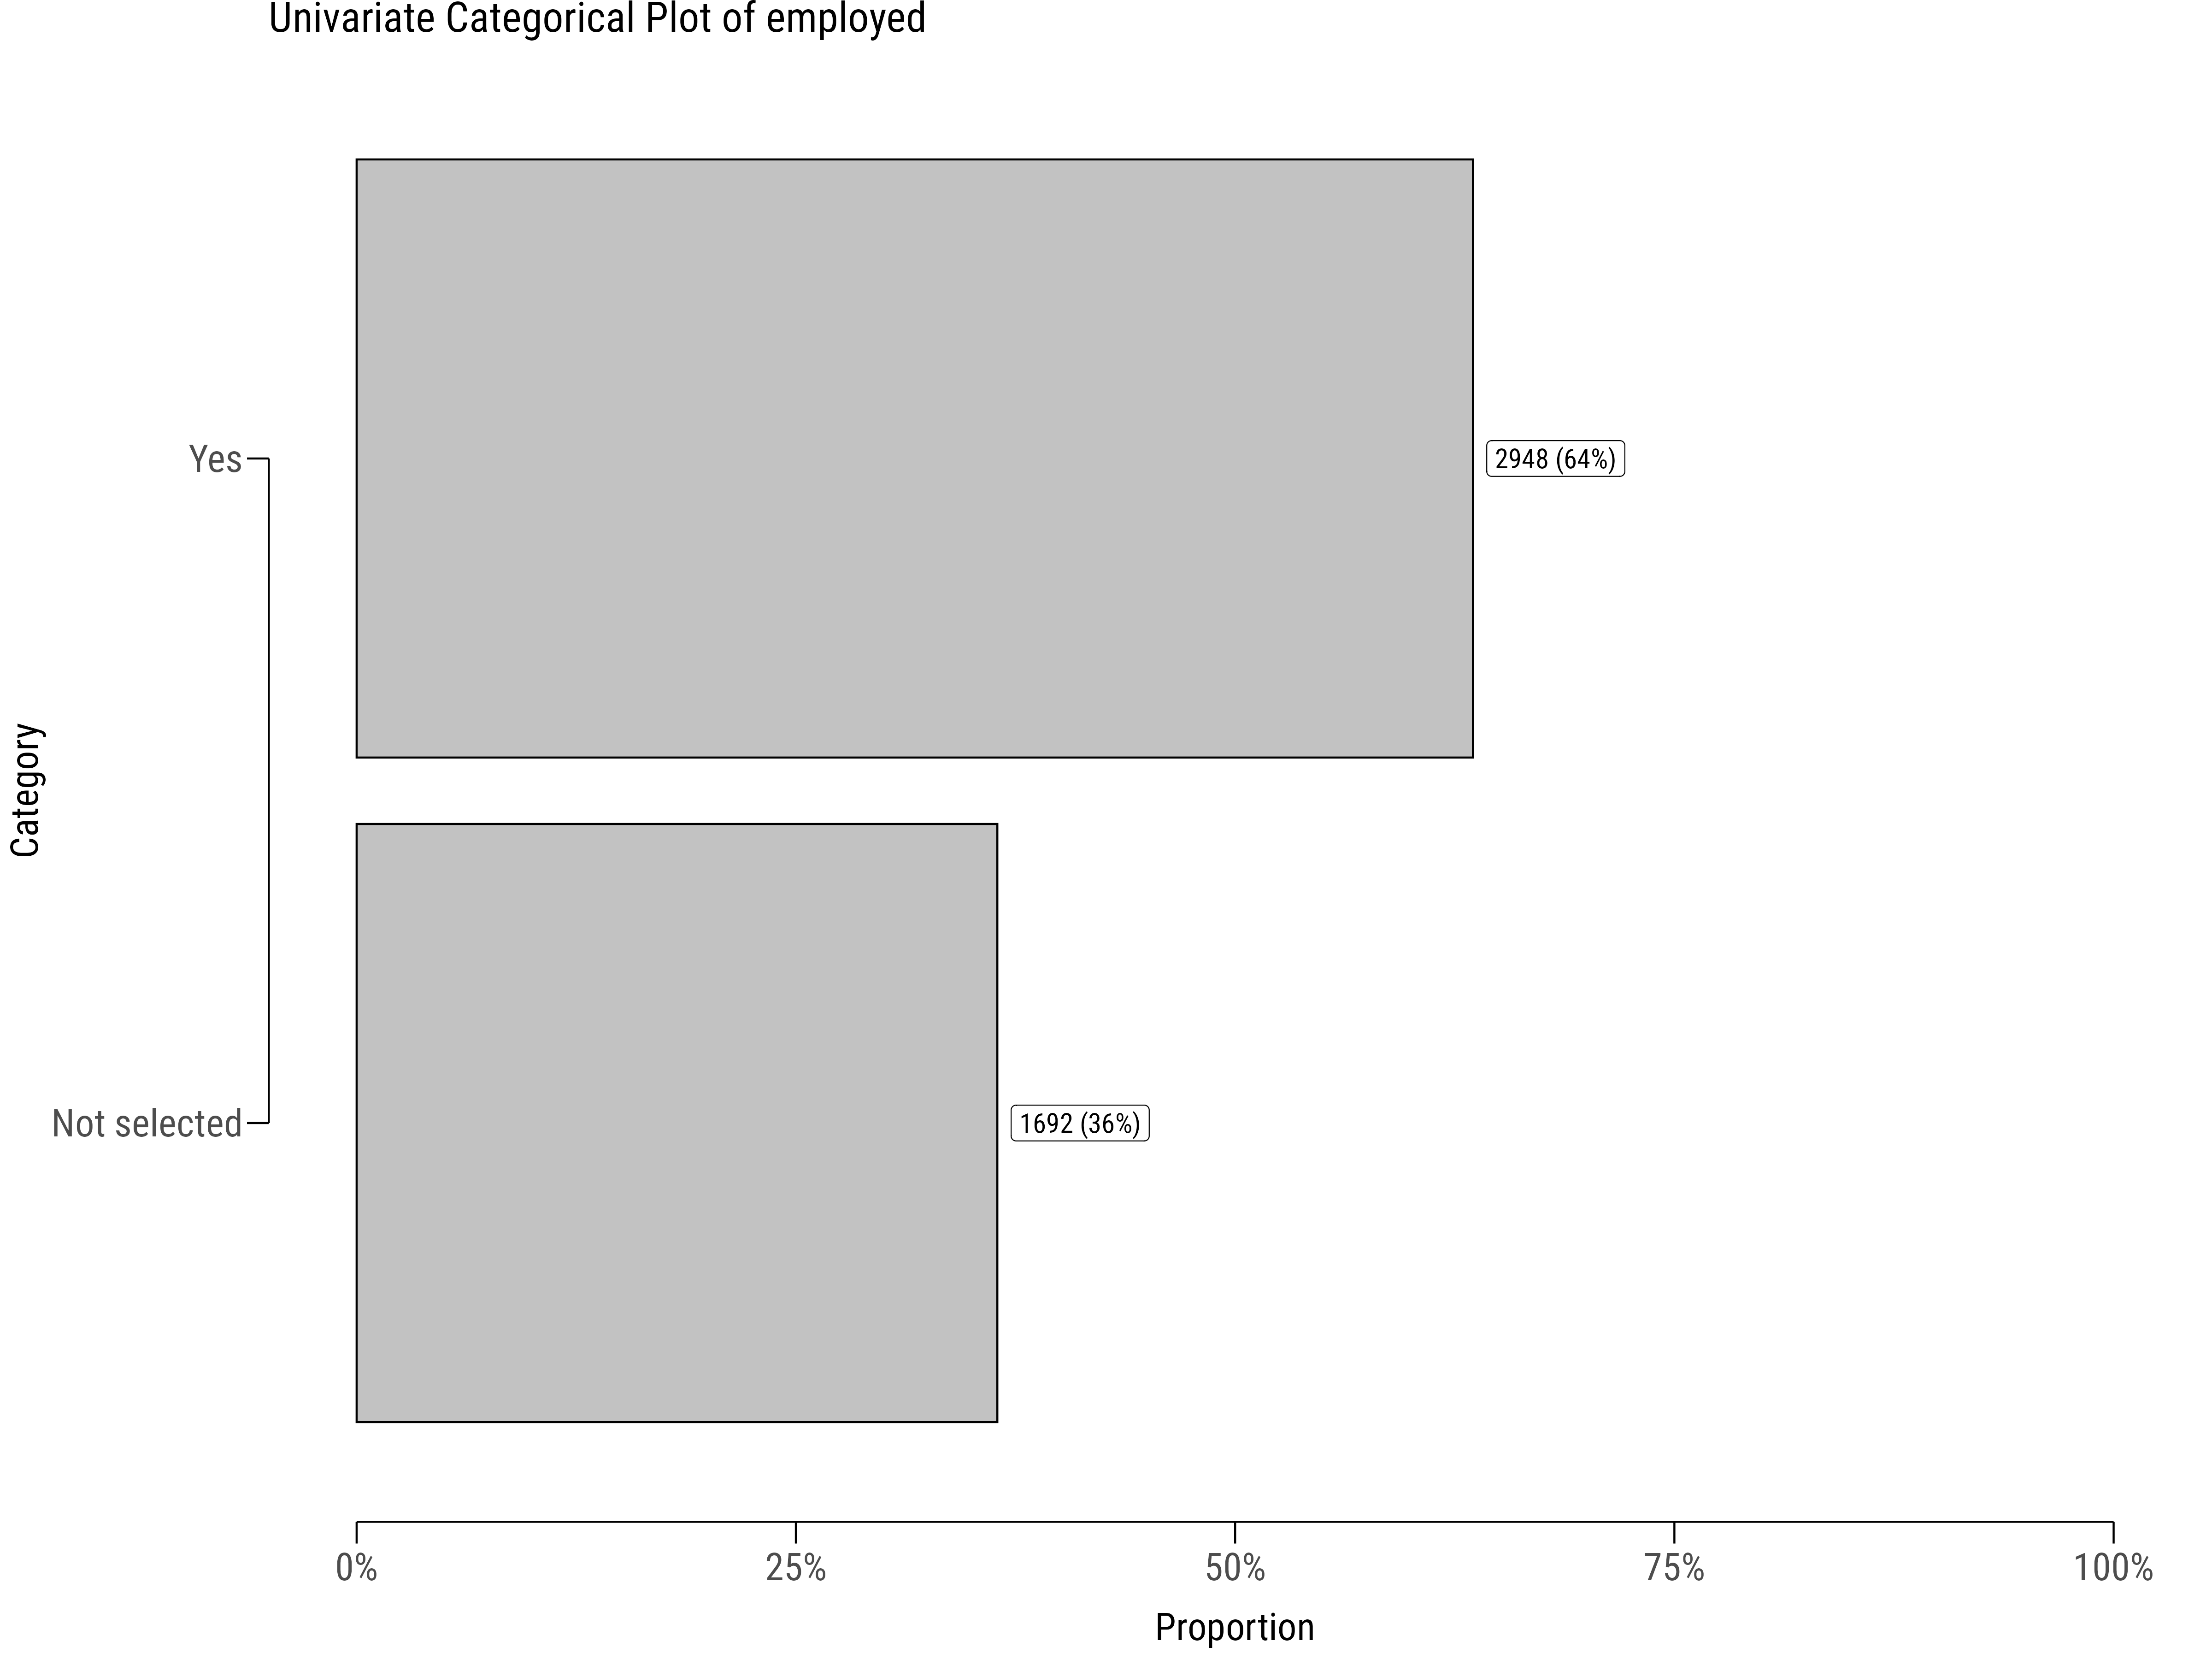 Univariate Categorical Plot of employed
Category
Yes
2948 (64%)
Not selected
1692 (36%)
0%
25%
50%
75%
100%
Proportion